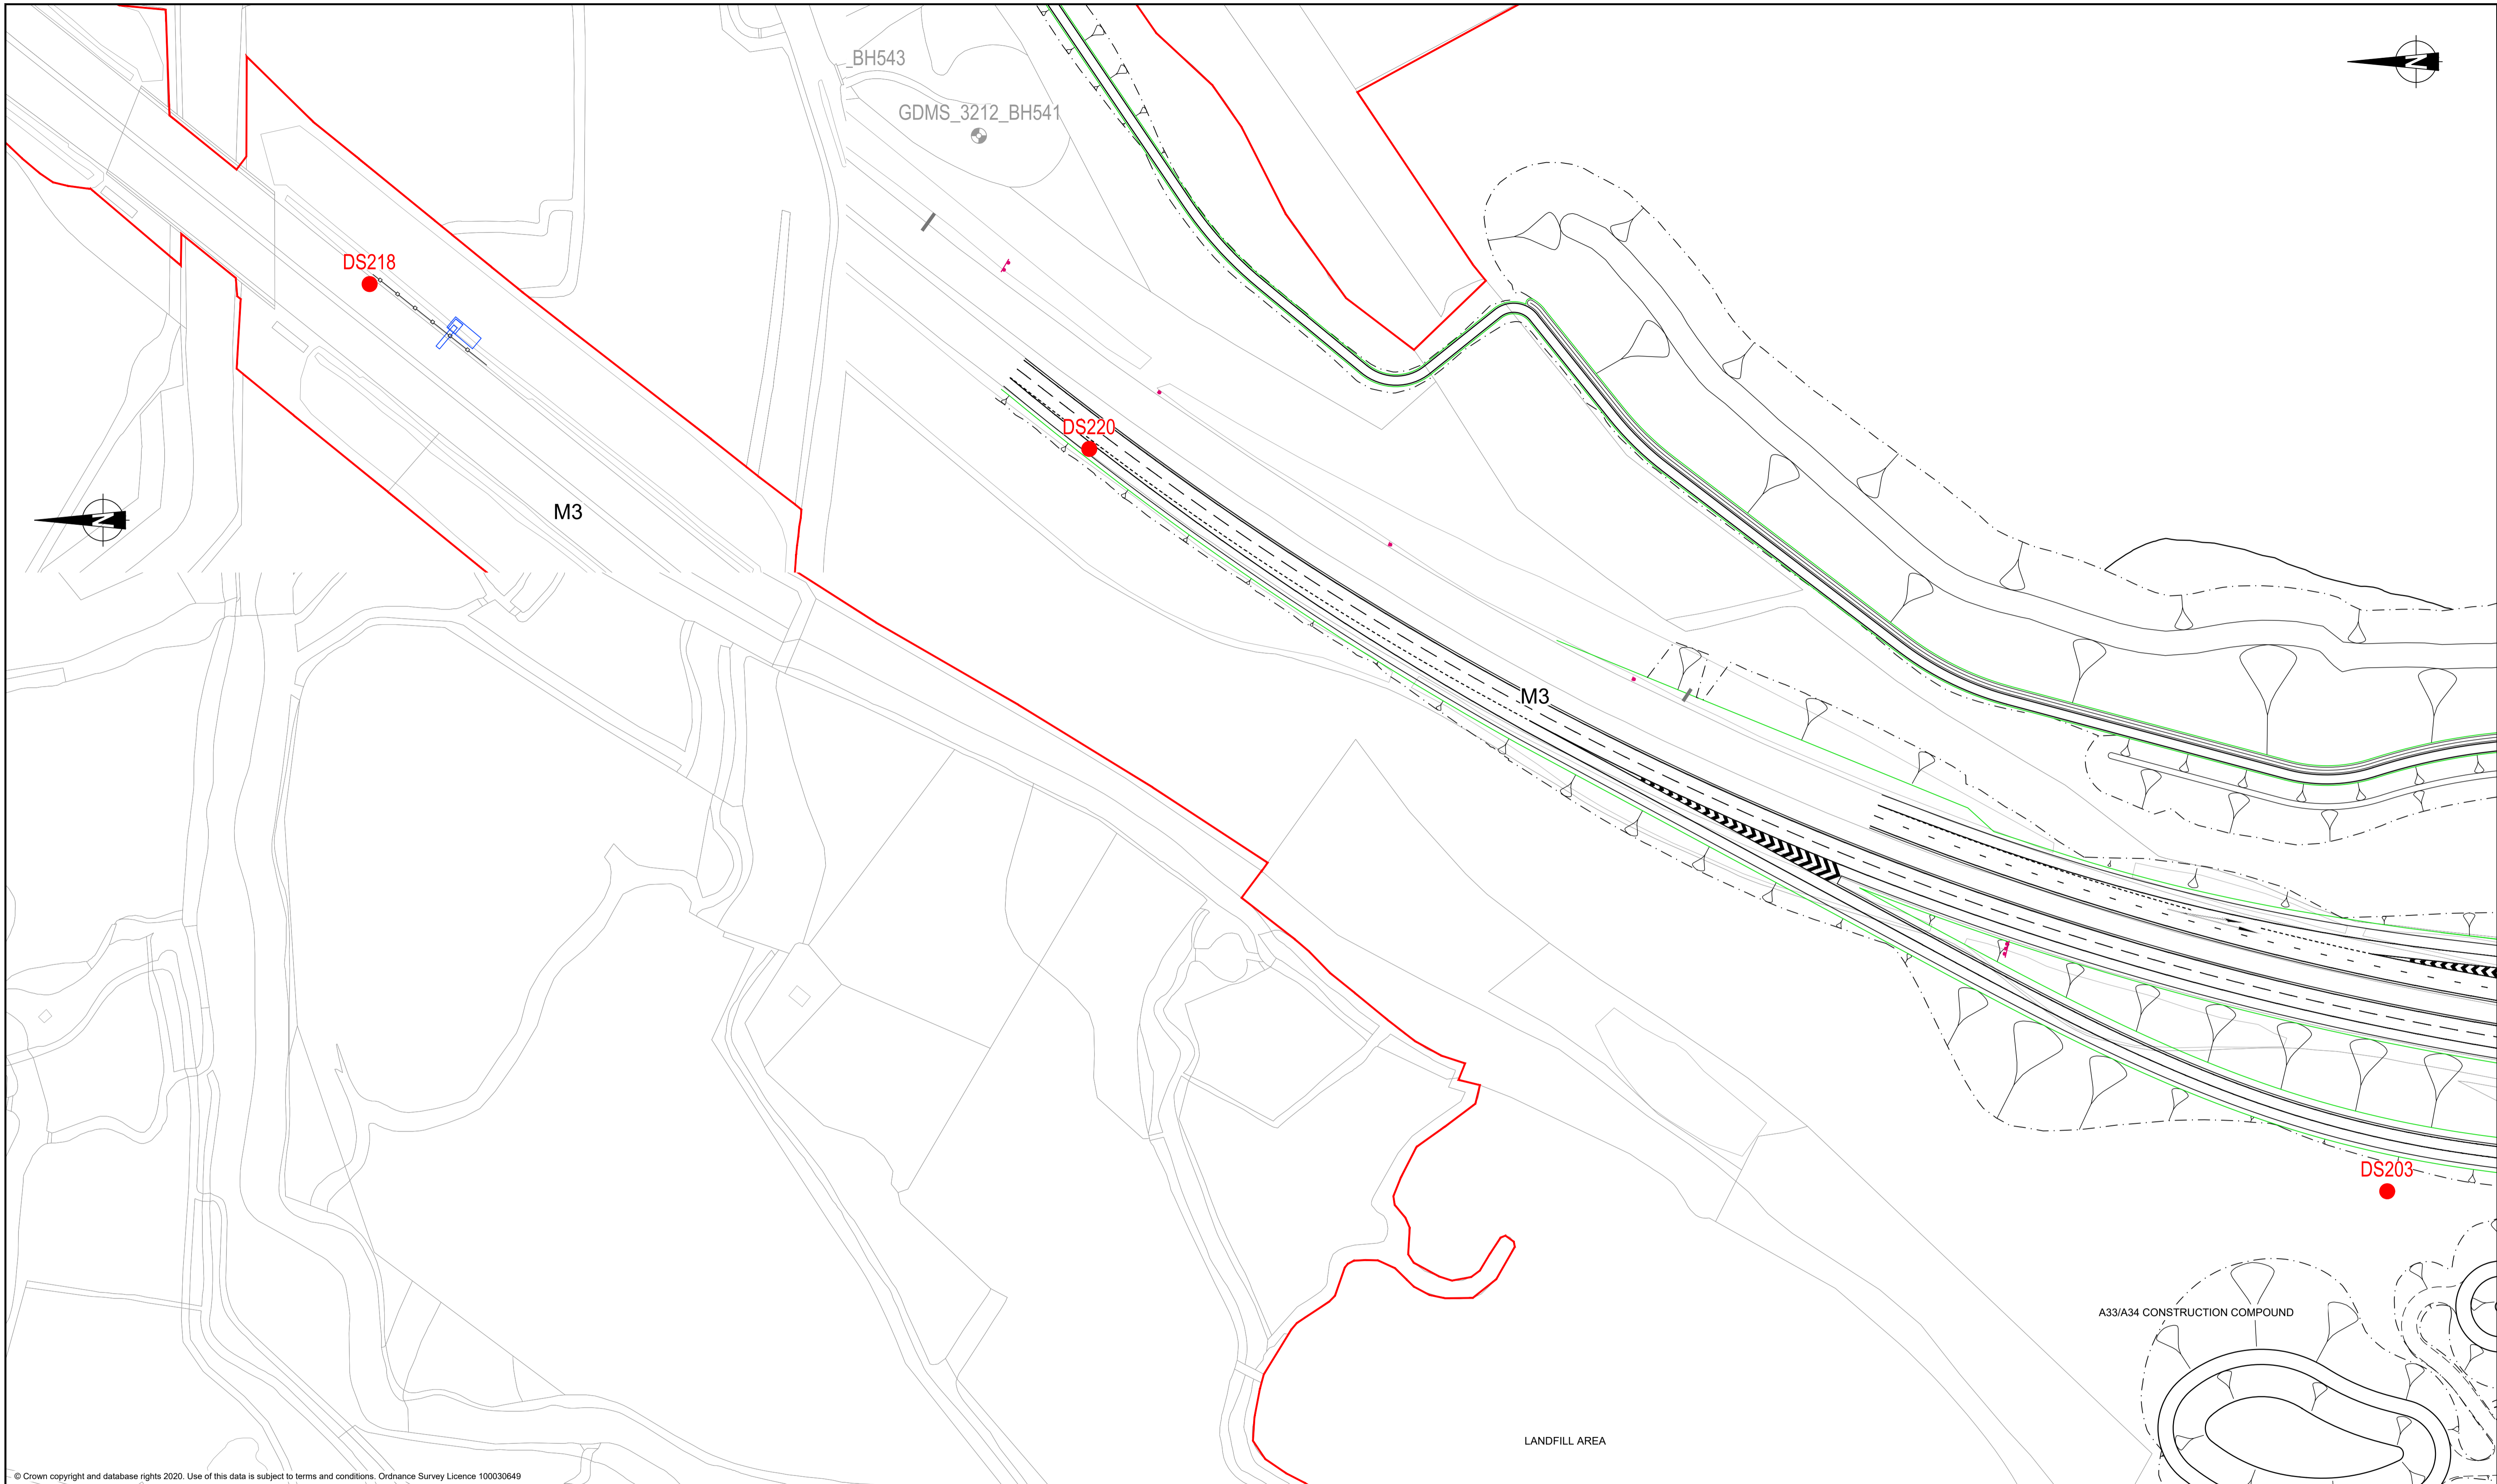 _BH543
GDMS_3212_BH541
N
DS218
DS220
M3
N
M3
DS203
A33/A34 CONSTRUCTION COMPOUND
LANDFILL AREA
© Crown copyright and database rights 2020. Use of this data is subject to terms and conditions. Ordnance Survey Licence 100030649